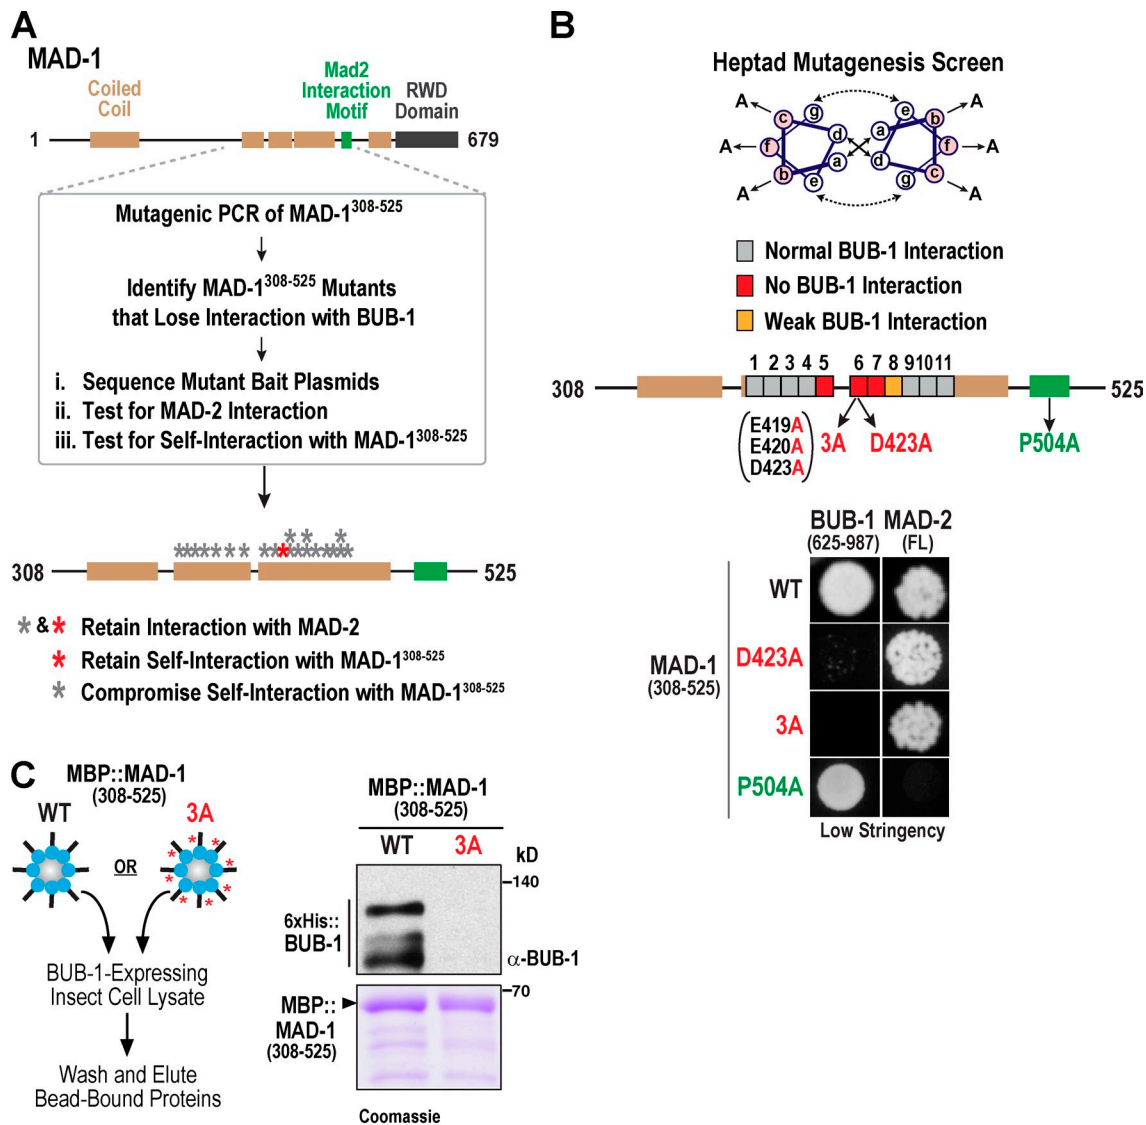 A
MAD-1
Coiled
Coil
Mad2
Interaction
Motif
RWD
Domain
1
679
Mutagenic PCR of MAD-1³⁰⁸⁻⁵²⁵
Identify MAD-1³⁰⁸⁻⁵²⁵ Mutants
that Lose Interaction with BUB-1
i. Sequence Mutant Bait Plasmids
ii. Test for MAD-2 Interaction
iii. Test for Self-Interaction with MAD-1³⁰⁸⁻⁵²⁵
308
525
* & * Retain Interaction with MAD-2
* Retain Self-Interaction with MAD-1³⁰⁸⁻⁵²⁵
* Compromise Self-Interaction with MAD-1³⁰⁸⁻⁵²⁵
B
Heptad Mutagenesis Screen
A c g d e a b A
A f f A
A b a e d g c A
Normal BUB-1 Interaction
No BUB-1 Interaction
Weak BUB-1 Interaction
1 2 3 4 5 6 7 8 9 10 11
308
525
E419A
E420A
D423A
3A
D423A
P504A
BUB-1
(625-987)
MAD-2
(FL)
MAD-1
(308-525)
WT
D423A
3A
P504A
Low Stringency
C
MBP::MAD-1
(308-525)
WT
OR
3A
BUB-1-Expressing
Insect Cell Lysate
Wash and Elute
Bead-Bound Proteins
MBP::MAD-1
(308-525)
WT
3A
kD
140
6xHis::
BUB-1
α-BUB-1
70
MBP::
MAD-1
(308-525)
Coomassie